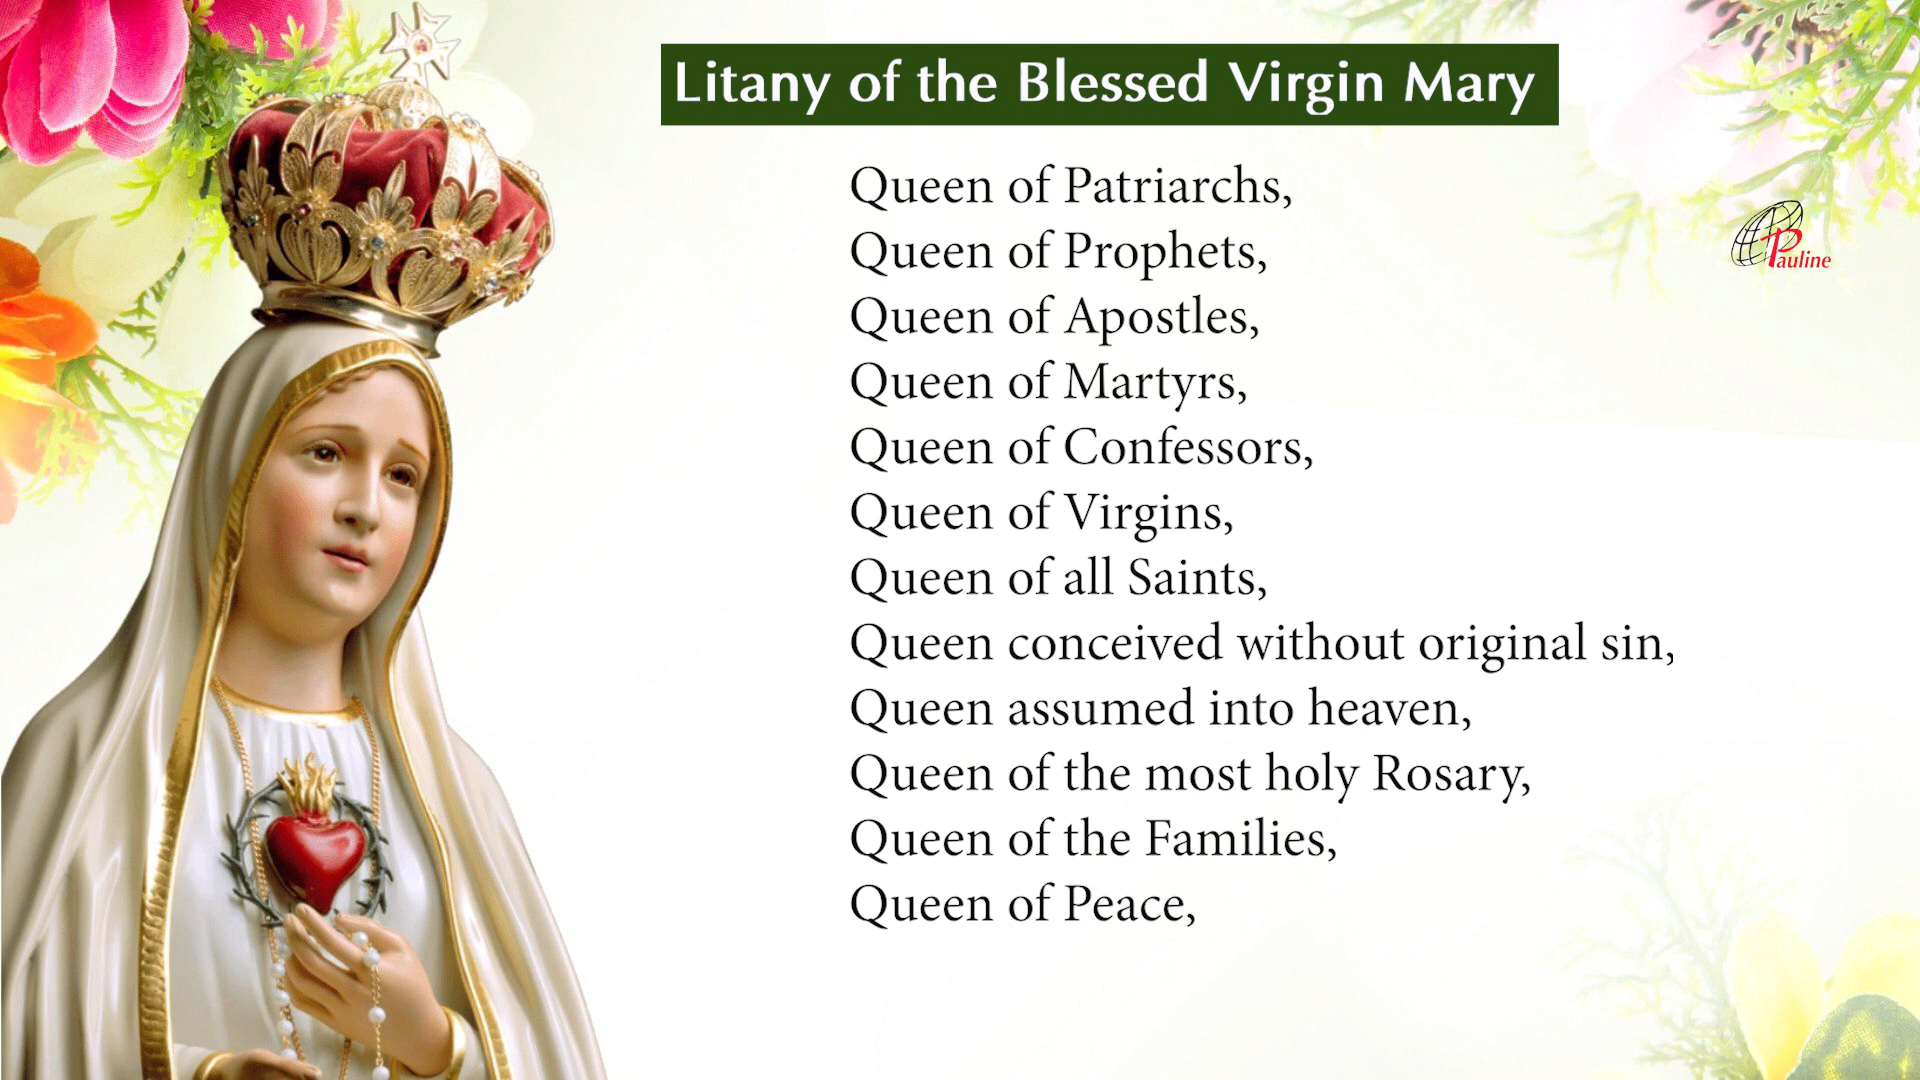 Litany of the Blessed Virgin Mary
Queen of Patriarchs,
Queen of Prophets,
Queen of Apostles,
Queen of Martyrs,
Queen of Confessors,
Queen of Virgins,
Queen of all Saints,
Queen conceived without original sin,
Queen assumed into heaven,
Queen of the most holy Rosary,
Queen of the Families,
Queen of Peace,
Pauline